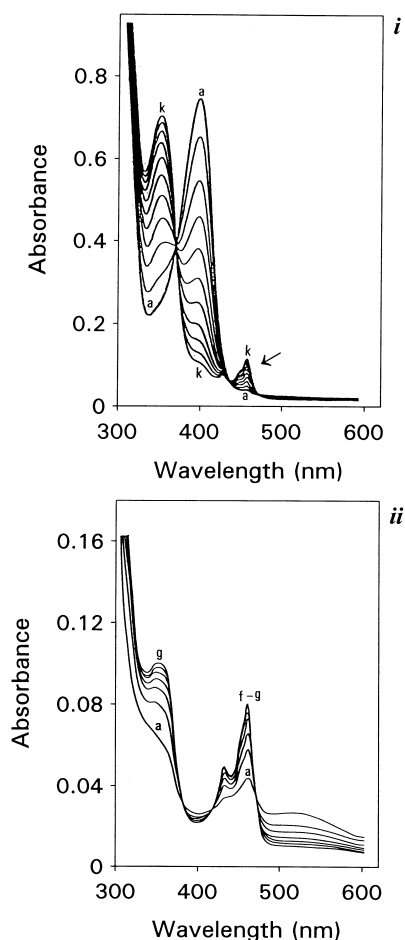 i
Absorbance
0.8
0.6
0.4
0.2
0
k
a
a
k
k
a
300
400
500
600
Wavelength (nm)
ii
Absorbance
0.16
0.12
0.08
0.04
0
g
a
f–g
a
300
400
500
600
Wavelength (nm)